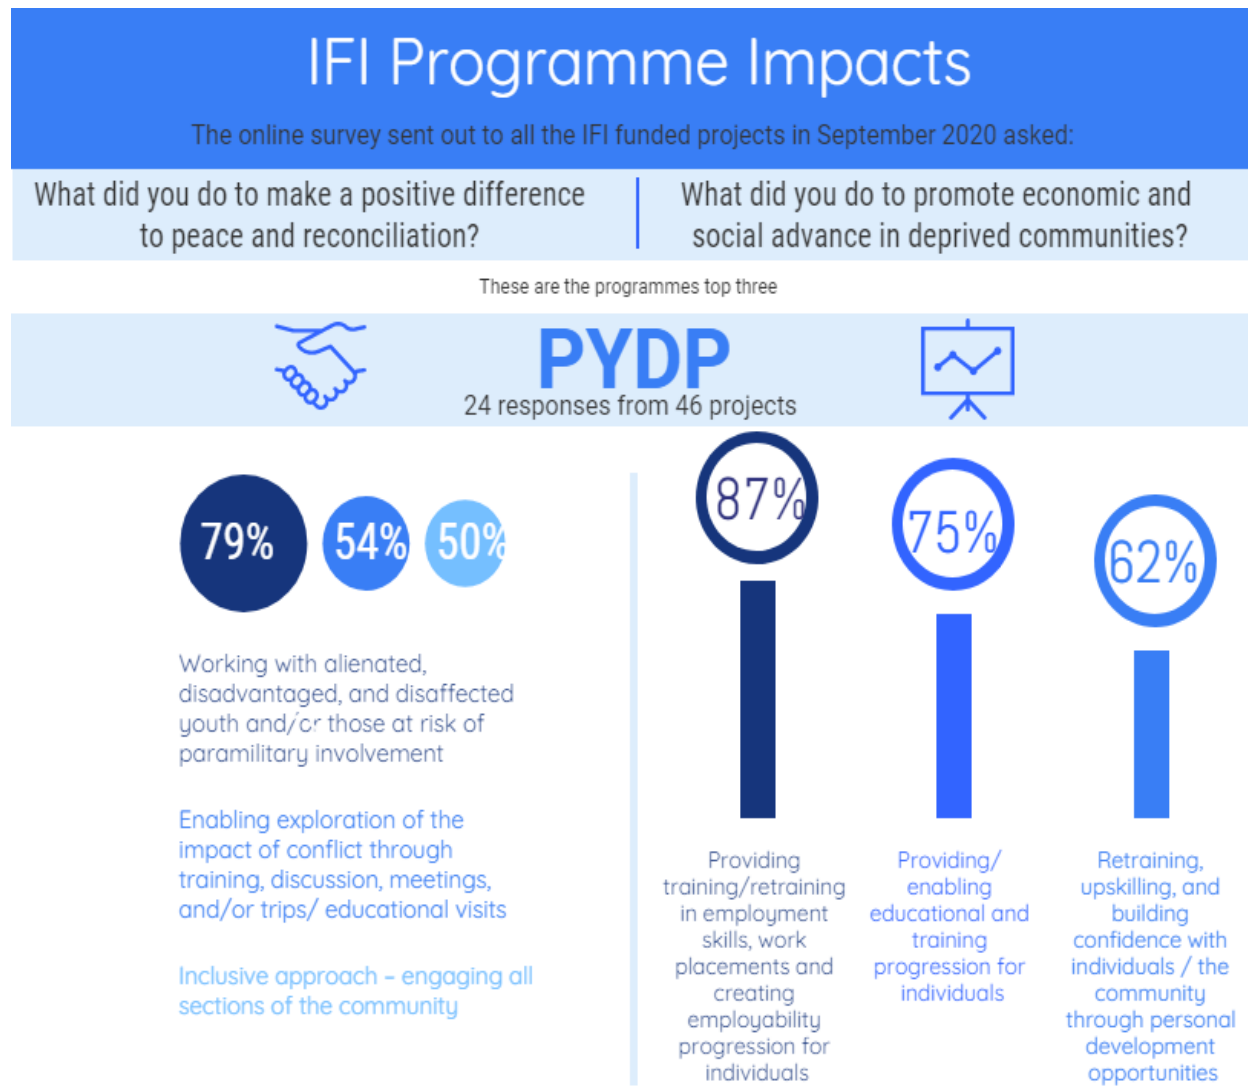 IFI Programme Impacts
The online survey sent out to all the IFI funded projects in September 2020 asked:
What did you do to make a positive difference
to peace and reconciliation?
What did you do to promote economic and
social advance in deprived communities?
These are the programmes top three
PYDP
24 responses from 46 projects
79%
54%
50%
Working with alienated,
disadvantaged, and disaffected
youth and/or those at risk of
paramilitary involvement
Enabling exploration of the
impact of conflict through
training, discussion, meetings,
and/or trips/ educational visits
Inclusive approach – engaging all
sections of the community
87%
75%
62%
Providing
training/retraining
in employment
skills, work
placements and
creating
employability
progression for
individuals
Providing/
enabling
educational and
training
progression for
individuals
Retraining,
upskilling, and
building
confidence with
individuals / the
community
through personal
development
opportunities